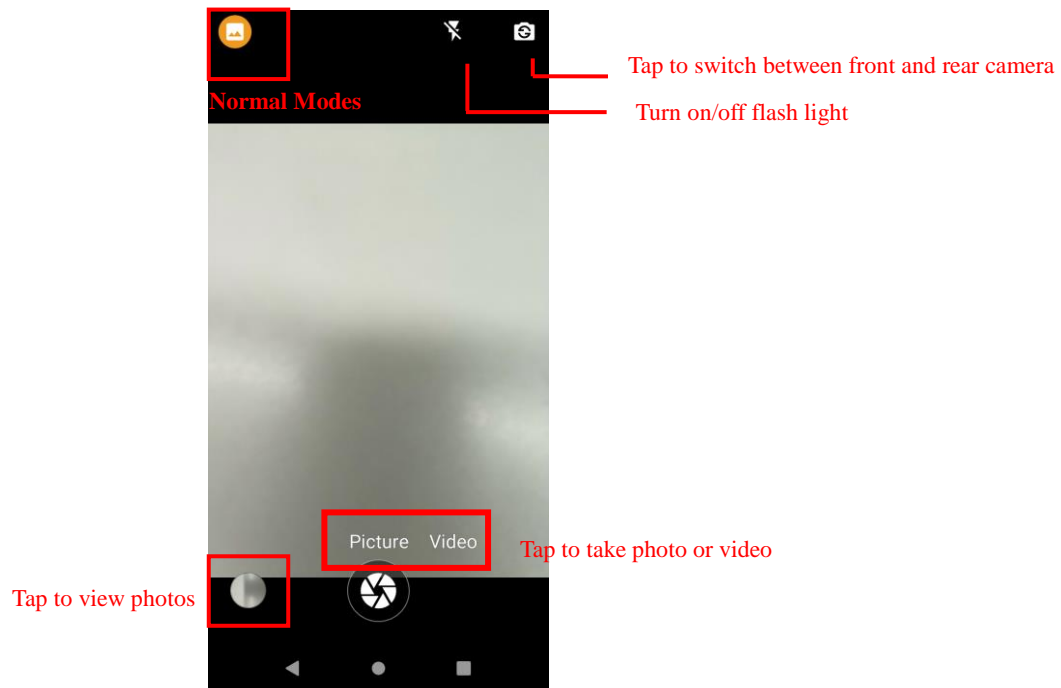 Tap to switch between front and rear camera
Normal Modes
Turn on/off flash light
Picture Video
Tap to take photo or video
Tap to view photos